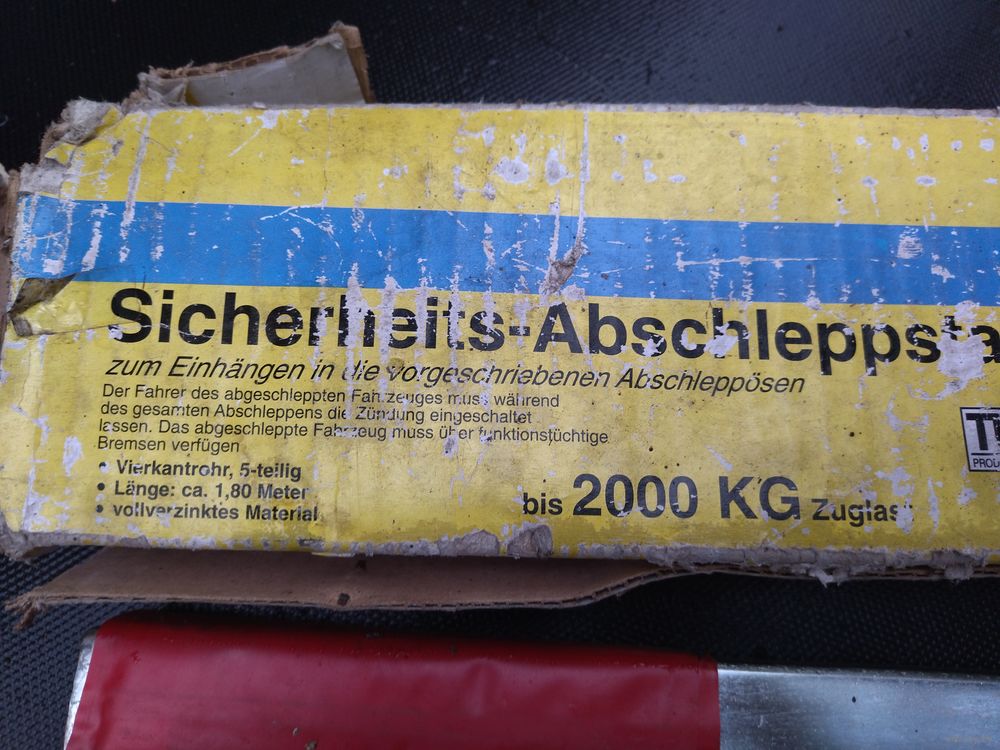 Sicherheits-Abschleppsta
zum Einhängen in die vorgeschriebenen Abschleppösen
Der Fahrer des abgeschleppten Fahrzeuges muss während
des gesamten Abschleppens die Zündung eingeschaltet
lassen. Das abgeschleppte Fahrzeug muss über funktionstüchtige
Bremsen verfügen
• Vierkantrohr, 5-teilig
• Länge: ca. 1,80 Meter
• vollverzinktes Material
bis 2000 KG Zuglast